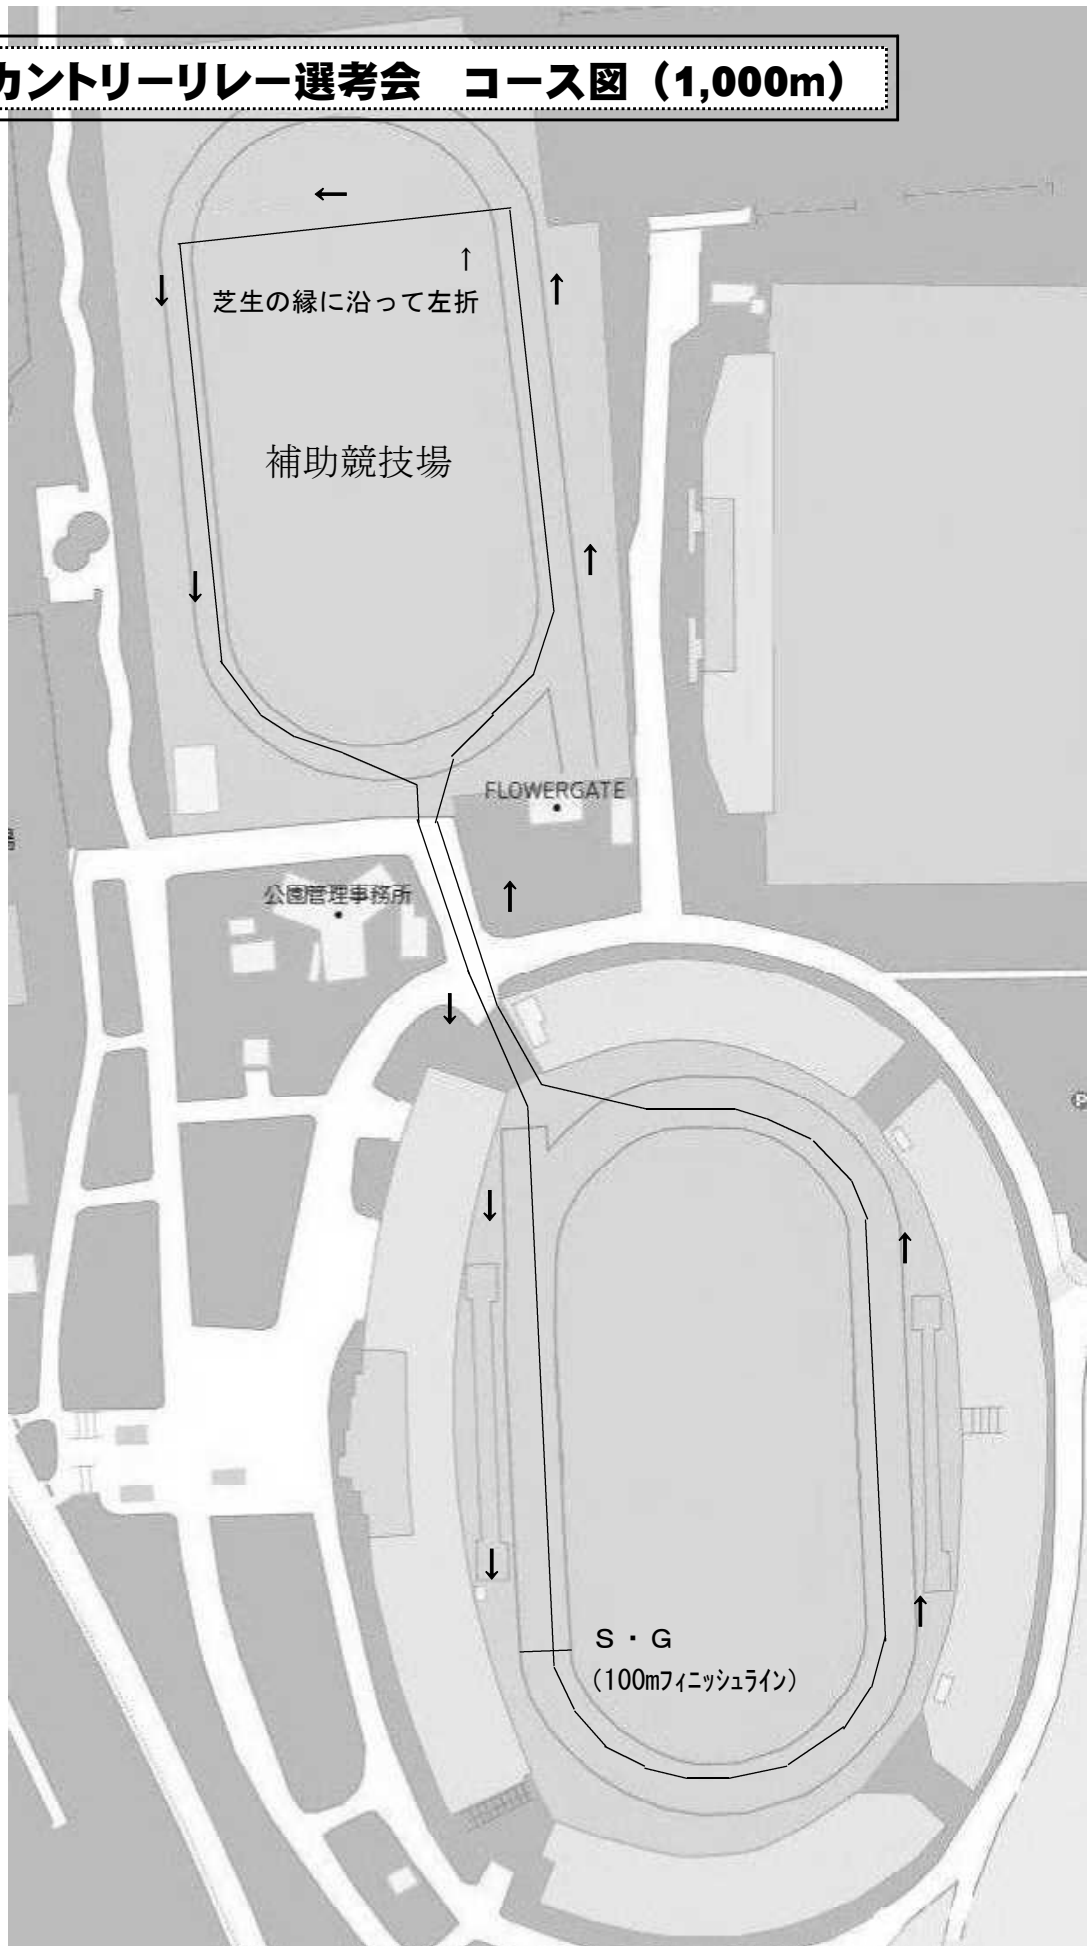 カントリーリレー選考会　コース図（1,000m）
←
↓
↑
↑
芝生の縁に沿って左折
補助競技場
↓
↑
FLOWERGATE
公園管理事務所
↑
↓
↓
↑
↓
↑
S・G
(100mフィニッシュライン)
P